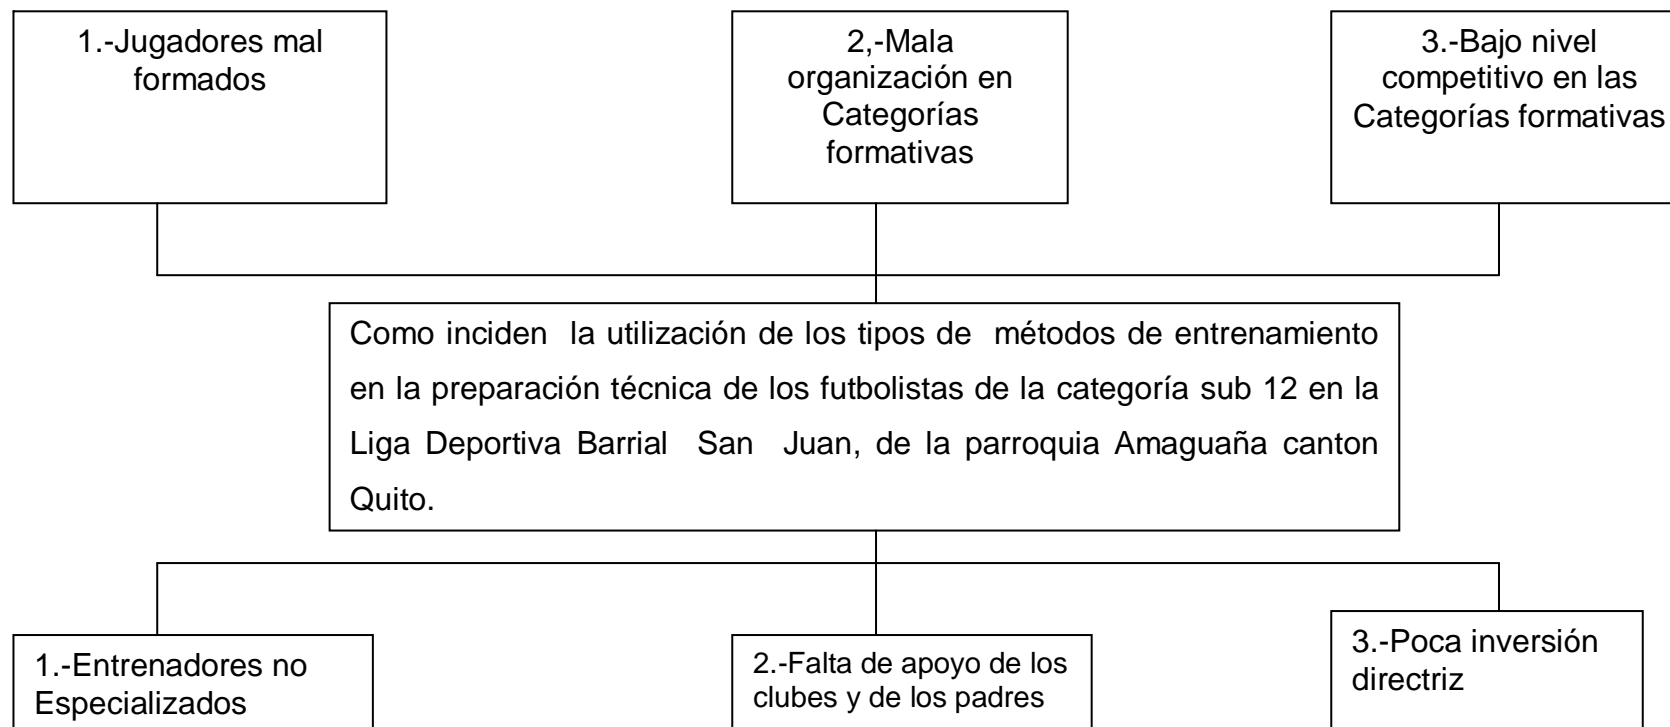 1.-Jugadores mal
formados
2,-Mala
organización en
Categorías
formativas
3.-Bajo nivel
competitivo en las
Categorías formativas
Como inciden  la utilización de los tipos de  métodos de entrenamiento
en la preparación técnica de los futbolistas de la categoría sub 12 en la
Liga Deportiva Barrial  San  Juan, de la parroquia Amaguaña canton
Quito.
1.-Entrenadores no
Especializados
2.-Falta de apoyo de los
clubes y de los padres
3.-Poca inversión
directriz